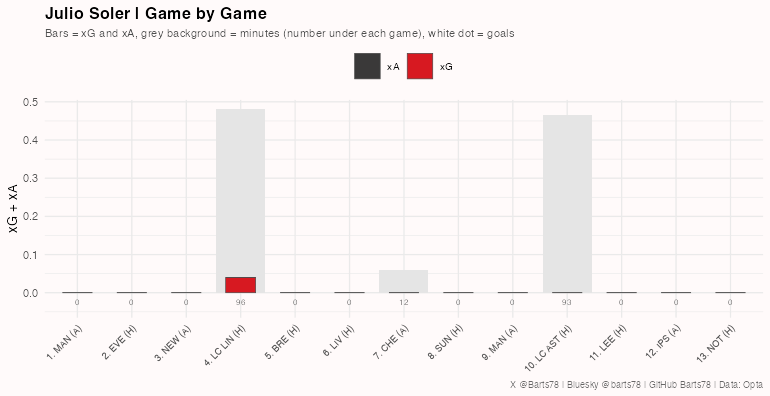 Julio Soler | Game by Game
Bars = xG and xA, grey background = minutes (number under each game), white dot = goals
xA xG
xG + xA
0.5
0.4
0.3
0.2
0.1
0.0
0 0 0 96 0 0 12 0 0 93 0 0 0
1. MAN (A)
2. EVE (H)
3. NEW (A)
4. LC LIN (H)
5. BRE (H)
6. LIV (H)
7. CHE (A)
8. SUN (H)
9. MAN (A)
10. LC AST (H)
11. LEE (H)
12. IPS (A)
13. NOT (H)
X @Barts78 | Bluesky @barts78 | GitHub Barts78 | Data: Opta